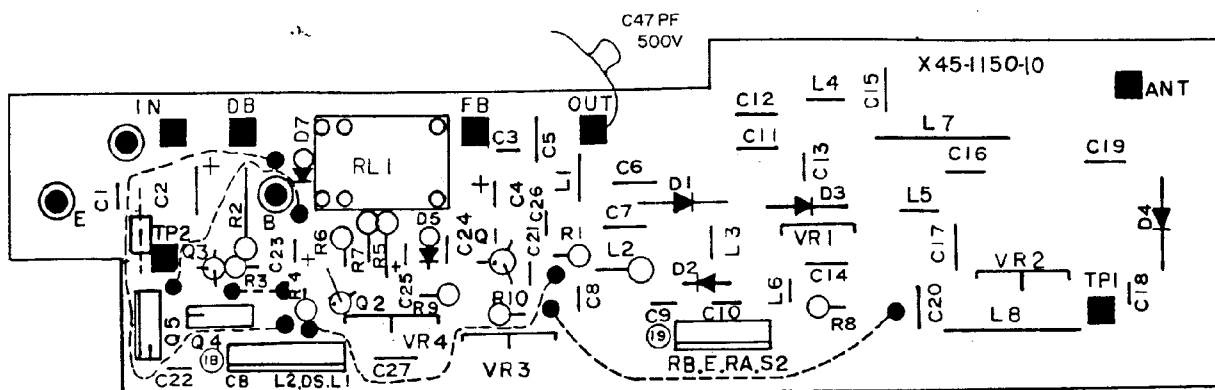 C47PF
500V
X45-1150-10
IN
DB
D7
RL1
FB
C3
C5
OUT
L1
C12
C11
L4
C15
L7
C13
C16
ANT
C19
C1
C2
R2
E
B
TP2
Q3
C23
R3
R4
R6
R7
R5
D5
C25
C24
Q1
C4
C26
C21
C6
C7
D1
R1
L2
L3
D2
D3
VR1
L5
C17
VR2
D4
C14
L6
R8
C20
L8
TP1
C18
Q5
Q4
Q2
R9
R10
C8
C9
C10
VR4
VR3
18
19
C22
CB
L2,DS,L1
C27
RB,E,RA,S2